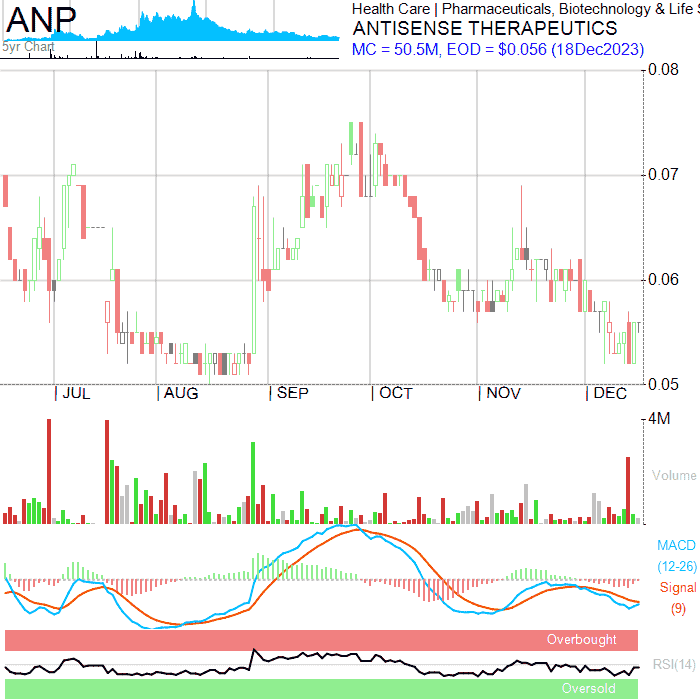 ANP
5yr Chart
Health Care | Pharmaceuticals, Biotechnology & Life S
ANTISENSE THERAPEUTICS
MC = 50.5M, EOD = $0.056 (18Dec2023)
0.08
0.07
0.06
0.05
JUL AUG SEP OCT NOV DEC
4M
Volume
MACD
(12-26)
Signal
(9)
Overbought
RSI(14)
Oversold